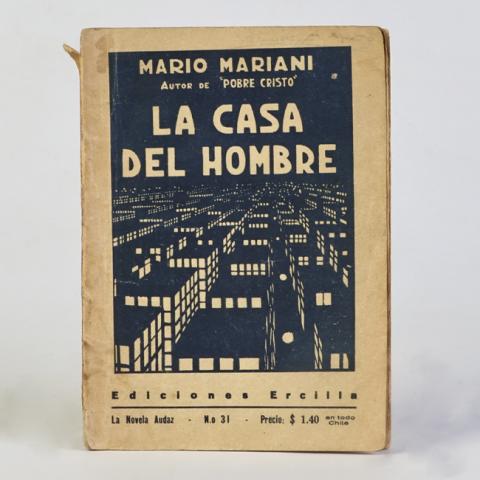 MARIO MARIANI
AUTOR DE "POBRE CRISTO"
LA CASA
DEL HOMBRE
Ediciones Ercilla
La Novela Audaz - N.o 31 - Precio: $ 1.40 en todo Chile